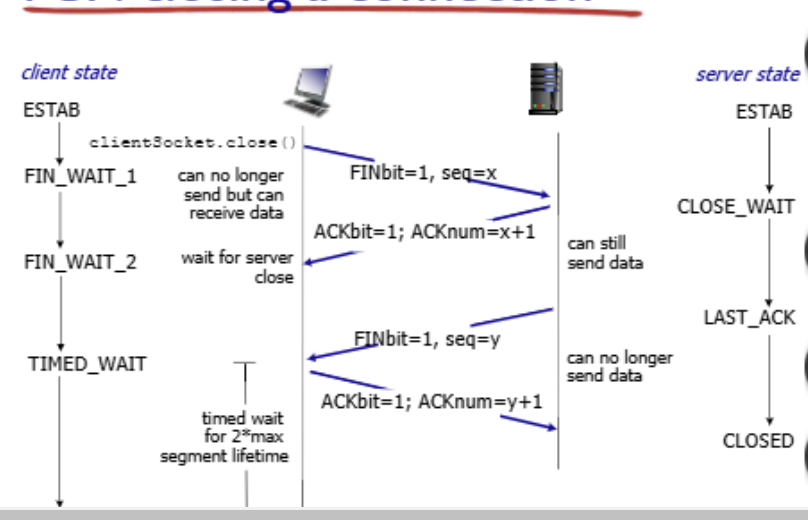 client state
server state
ESTAB
ESTAB
clientSocket.close()
FIN_WAIT_1
can no longer
send but can
receive data
FINbit=1, seq=x
CLOSE_WAIT
ACKbit=1; ACKnum=x+1
can still
send data
FIN_WAIT_2
wait for server
close
LAST_ACK
FINbit=1, seq=y
can no longer
send data
TIMED_WAIT
ACKbit=1; ACKnum=y+1
timed wait
for 2*max
segment lifetime
CLOSED